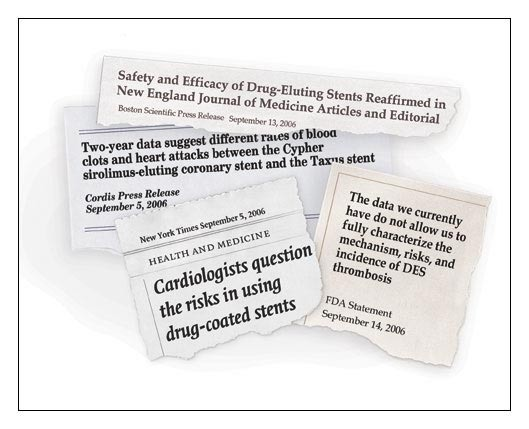 Safety and Efficacy of Drug-Eluting Stents Reaffirmed in
New England Journal of Medicine Articles and Editorial
Boston Scientific Press Release September 13, 2006
Two-year data suggest different rates of blood
clots and heart attacks between the Cypher
sirolimus-eluting coronary stent and the Taxus stent
Cordis Press Release
September 5, 2006
New York Times September 5, 2006
HEALTH AND MEDICINE
Cardiologists question
the risks in using
drug-coated stents
The data we currently
have do not allow us to
fully characterize the
mechanism, risks, and
incidence of DES
thrombosis
FDA Statement
September 14, 2006